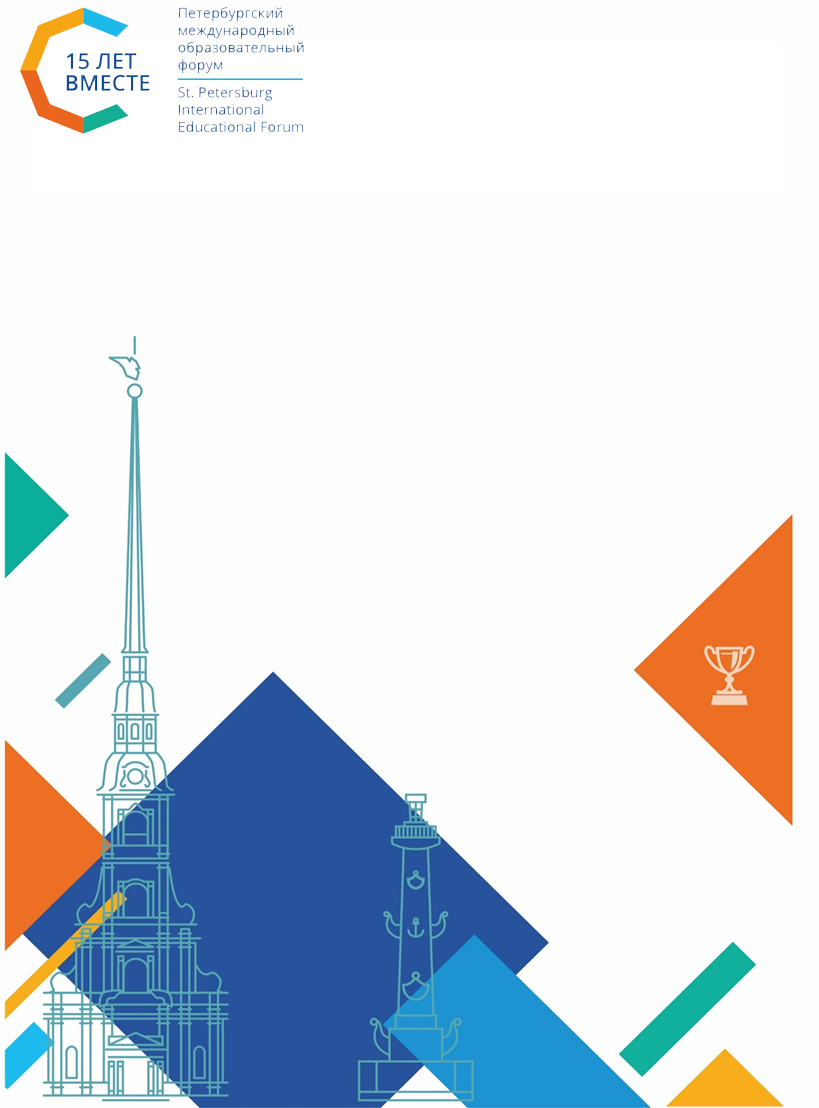 15 ЛЕТ
ВМЕСТЕ
Петербургский
международный
образовательный
форум
St. Petersburg
International
Educational Forum